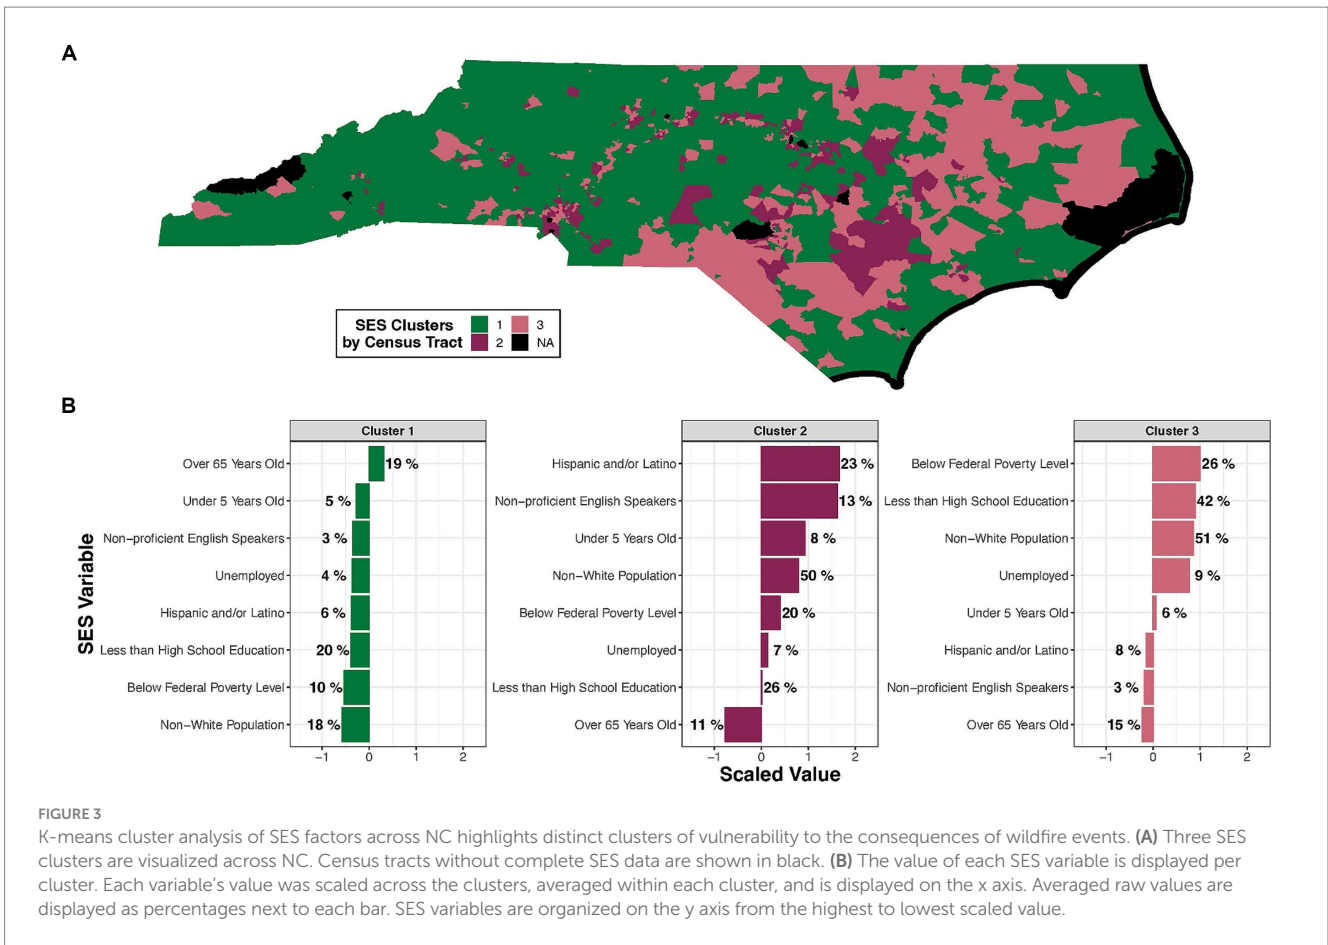 A
SES Clusters
by Census Tract
1
3
2
NA
B
SES Variable
Cluster 1
Over 65 Years Old
19 %
Under 5 Years Old
5 %
Non-proficient English Speakers
3 %
Unemployed
4 %
Hispanic and/or Latino
6 %
Less than High School Education
20 %
Below Federal Poverty Level
10 %
Non-White Population
18 %
-1 0 1 2
Cluster 2
Hispanic and/or Latino
23 %
Non-proficient English Speakers
13 %
Under 5 Years Old
8 %
Non-White Population
50 %
Below Federal Poverty Level
20 %
Unemployed
7 %
Less than High School Education
26 %
Over 65 Years Old
11 %
-1 0 1 2
Cluster 3
Below Federal Poverty Level
26 %
Less than High School Education
42 %
Non-White Population
51 %
Unemployed
9 %
Under 5 Years Old
6 %
Hispanic and/or Latino
8 %
Non-proficient English Speakers
3 %
Over 65 Years Old
15 %
-1 0 1 2
Scaled Value
FIGURE 3
K-means cluster analysis of SES factors across NC highlights distinct clusters of vulnerability to the consequences of wildfire events. (A) Three SES
clusters are visualized across NC. Census tracts without complete SES data are shown in black. (B) The value of each SES variable is displayed per
cluster. Each variable's value was scaled across the clusters, averaged within each cluster, and is displayed on the x axis. Averaged raw values are
displayed as percentages next to each bar. SES variables are organized on the y axis from the highest to lowest scaled value.